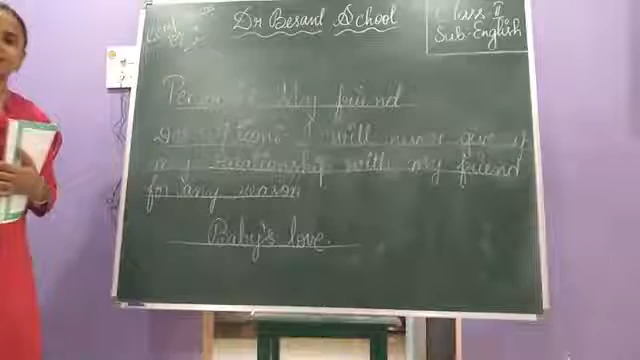 Dr Besant School
Class-II
Sub-English
My friend
I will never give
my relationship with my friend
for any reason
Baby's love.